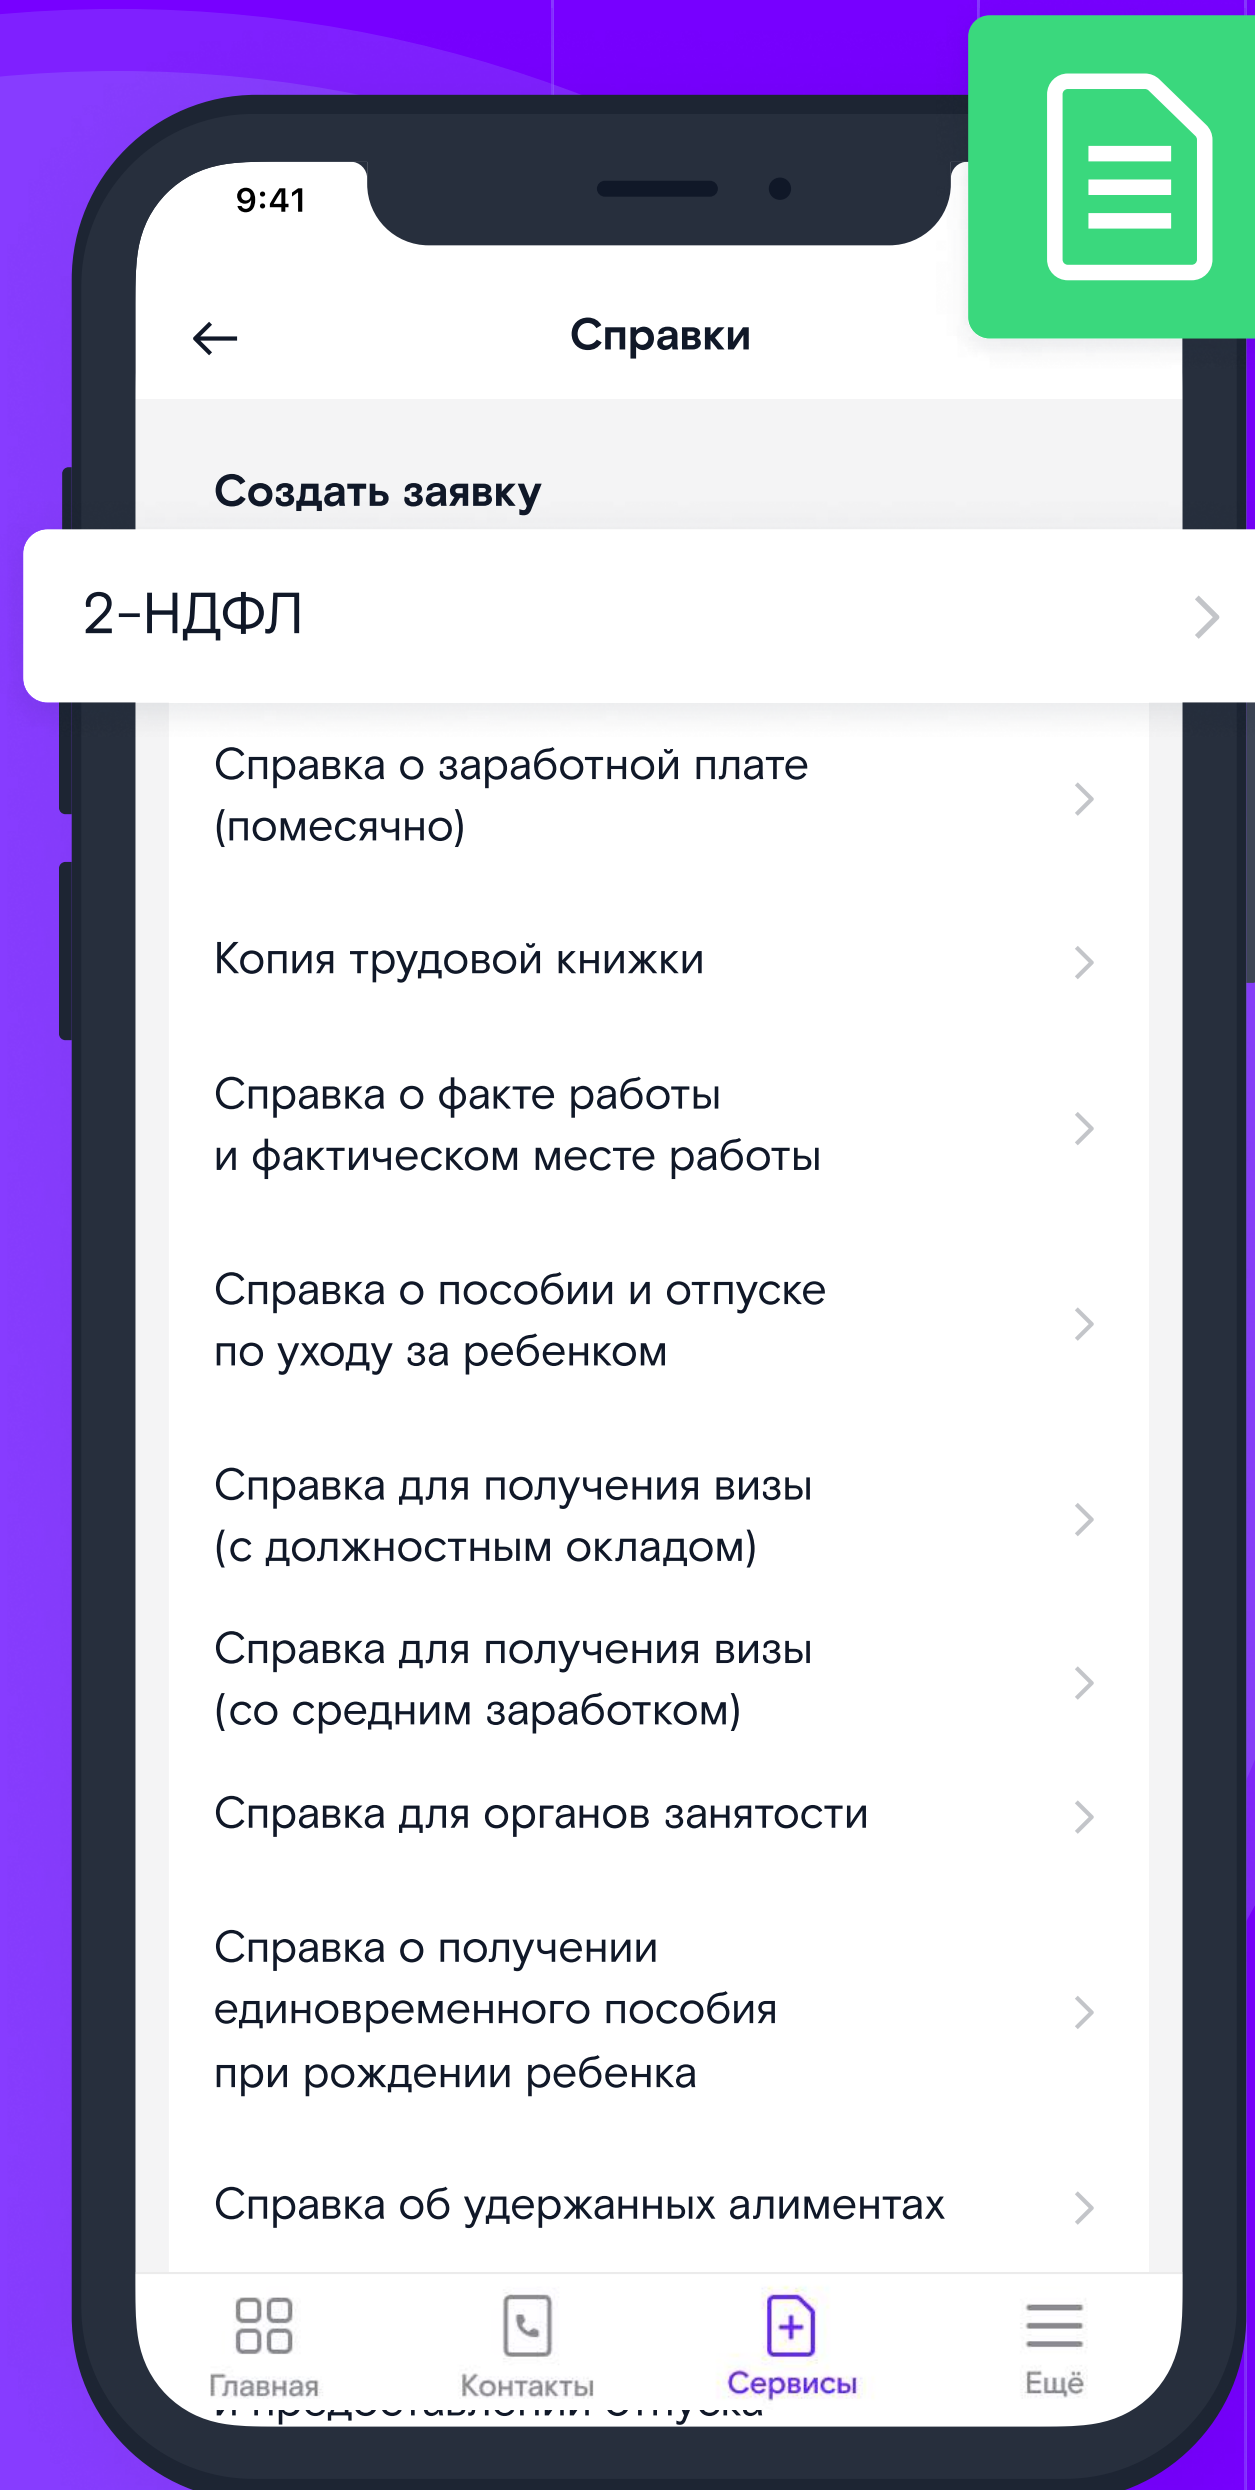 9:41
Справки
Создать заявку
2-НДФЛ
Справка о заработной плате
(помесячно)
Копия трудовой книжки
Справка о факте работы
и фактическом месте работы
Справка о пособии и отпуске
по уходу за ребенком
Справка для получения визы
(с должностным окладом)
Справка для получения визы
(со средним заработком)
Справка для органов занятости
Справка о получении
единовременного пособия
при рождении ребенка
Справка об удержанных алиментах
Главная
Контакты
Сервисы
Ещё
и предоставлении отпуска